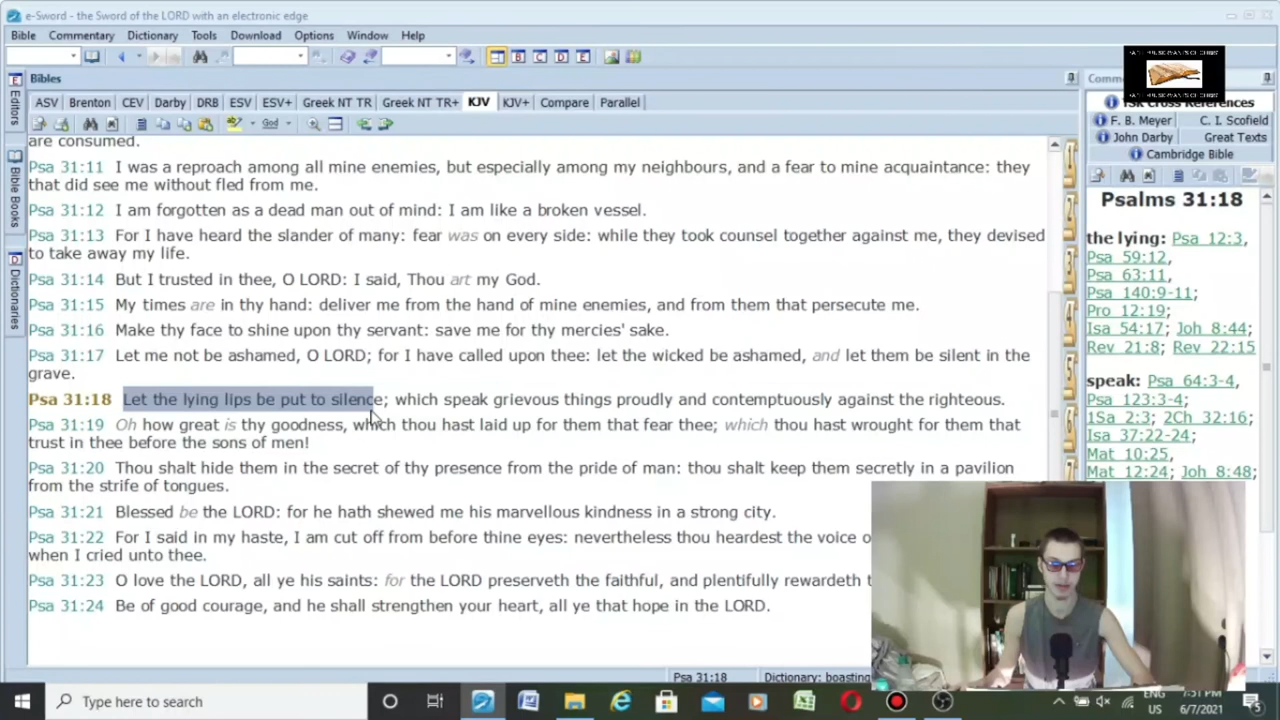 e-Sword - the Sword of the LORD with an electronic edge
Bible Commentary Dictionary Tools Download Options Window Help
Bibles
ASV Brenton CEV Darby DRB ESV ESV+ Greek NT TR Greek NT TR+ KJV KJV+ Compare Parallel
Editors
Bible Books
Dictionaries
are consumed.
Psa 31:11 I was a reproach among all mine enemies, but especially among my neighbours, and a fear to mine acquaintance: they
that did see me without fled from me.
Psa 31:12 I am forgotten as a dead man out of mind: I am like a broken vessel.
Psa 31:13 For I have heard the slander of many: fear was on every side: while they took counsel together against me, they devised
to take away my life.
Psa 31:14 But I trusted in thee, O LORD: I said, Thou art my God.
Psa 31:15 My times are in thy hand: deliver me from the hand of mine enemies, and from them that persecute me.
Psa 31:16 Make thy face to shine upon thy servant: save me for thy mercies' sake.
Psa 31:17 Let me not be ashamed, O LORD; for I have called upon thee: let the wicked be ashamed, and let them be silent in the
grave.
Psa 31:18 Let the lying lips be put to silence; which speak grievous things proudly and contemptuously against the righteous.
Psa 31:19 Oh how great is thy goodness, which thou hast laid up for them that fear thee; which thou hast wrought for them that
trust in thee before the sons of men!
Psa 31:20 Thou shalt hide them in the secret of thy presence from the pride of man: thou shalt keep them secretly in a pavilion
from the strife of tongues.
Psa 31:21 Blessed be the LORD: for he hath shewed me his marvellous kindness in a strong city.
Psa 31:22 For I said in my haste, I am cut off from before thine eyes: nevertheless thou heardest the voice o
when I cried unto thee.
Psa 31:23 O love the LORD, all ye his saints: for the LORD preserveth the faithful, and plentifully rewardeth t
Psa 31:24 Be of good courage, and he shall strengthen your heart, all ye that hope in the LORD.
Comm
TSK Cross References
F. B. Meyer C. I. Scofield
John Darby Great Texts
Cambridge Bible
Psalms 31:18
the lying: Psa 12:3,
Psa 59:12,
Psa 63:11,
Psa 140:9-11;
Pro 12:19;
Isa 54:17; Joh 8:44;
Rev 21:8; Rev 22:15
speak: Psa 64:3-4,
Psa 123:3-4;
1Sa 2:3; 2Ch 32:16;
Isa 37:22-24;
Mat 10:25,
Mat 12:24; Joh 8:48;
Psa 31:18 Dictionary: boasting
Type here to search
ENG
US
7:51 PM
6/7/2021